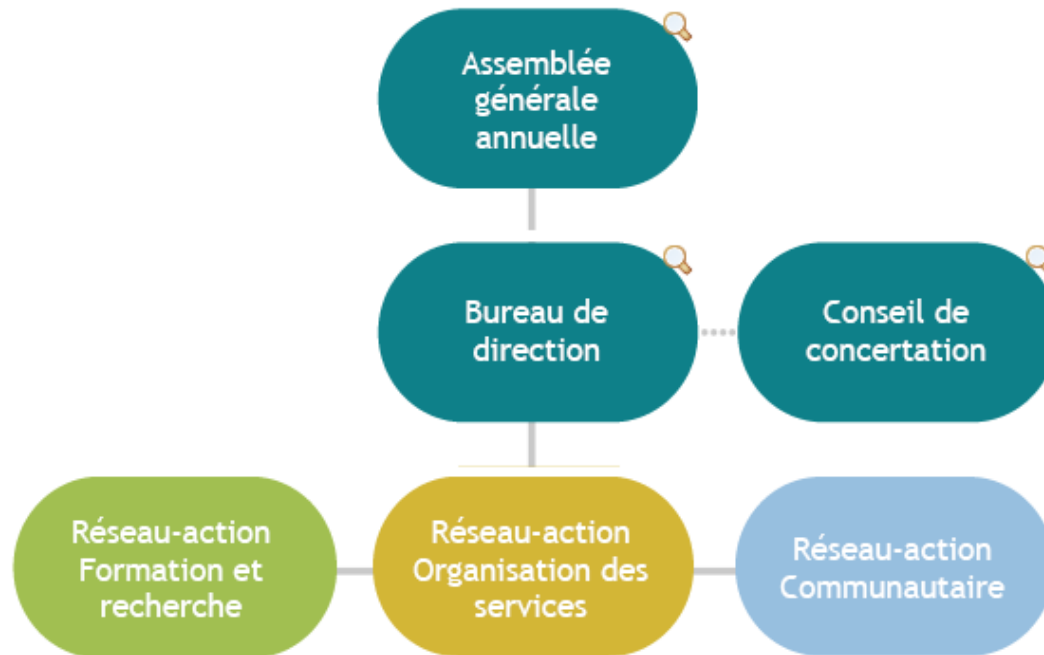 Assemblée
générale
annuelle
Bureau de
direction
Conseil de
concertation
Réseau-action
Formation et
recherche
Réseau-action
Organisation des
services
Réseau-action
Communautaire